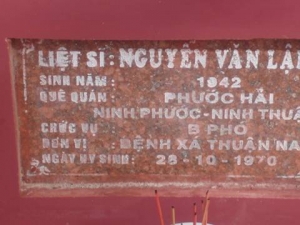 LIỆT SĨ : NGUYỄN VĂN LẬ
SINH NĂM : 1942
QUÊ QUÁN : PHƯỚC HẢI
NINH PHƯỚC-NINH THUẬ
CHỨC VỤ : B PHÓ
ĐƠN VỊ : BỆNH XÁ THUẬN NA
NGÀY HY SINH: 28-10-1970